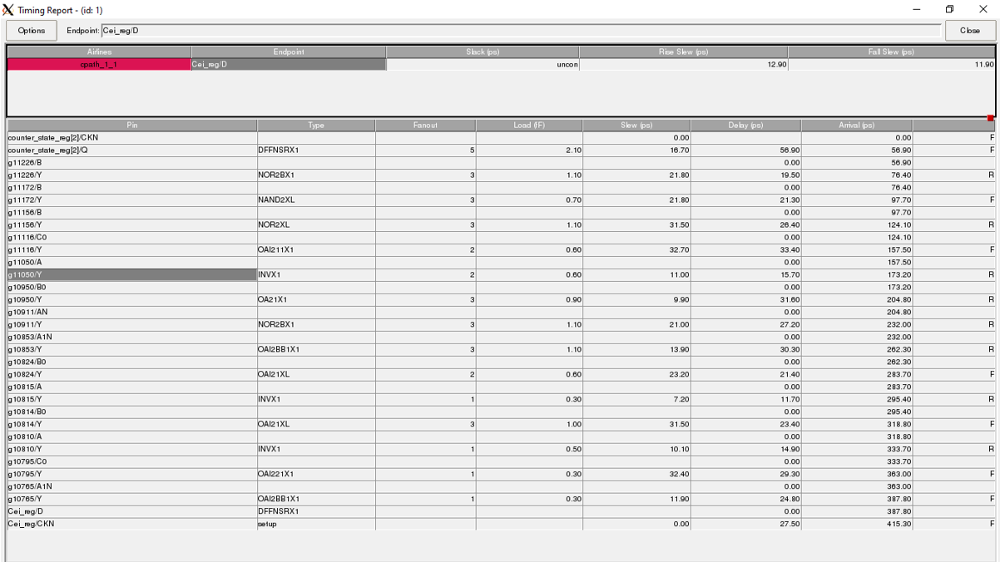 Timing Report - (id: 1)
Options Endpoint: Cei_reg/D Close
Airlines Endpoint Slack (ps) Rise Slew (ps) Fall Slew (ps)
cpath_1_1 Cei_reg/D uncon 12.90 11.90
Pin Type Fanout Load (fF) Slew (ps) Delay (ps) Arrival (ps)
counter_state_reg[2]/CKN 0.00 0.00 F
counter_state_reg[2]/Q DFFNSRX1 5 2.10 16.70 56.90 56.90 F
g11226/B 0.00 56.90
g11226/Y NOR2BX1 3 1.10 21.80 19.50 76.40 R
g11172/B 0.00 76.40
g11172/Y NAND2XL 3 0.70 21.80 21.30 97.70 F
g11156/B 0.00 97.70
g11156/Y NOR2XL 3 1.10 31.50 26.40 124.10 R
g11116/C0 0.00 124.10
g11116/Y OAI211X1 2 0.60 32.70 33.40 157.50 F
g11050/A 0.00 157.50
g11050/Y INVX1 2 0.60 11.00 15.70 173.20 R
g10950/B0 0.00 173.20
g10950/Y OA21X1 3 0.90 9.90 31.60 204.80 R
g10911/AN 0.00 204.80
g10911/Y NOR2BX1 3 1.10 21.00 27.20 232.00 R
g10853/A1N 0.00 232.00
g10853/Y OAI2BB1X1 3 1.10 13.90 30.30 262.30 R
g10824/B0 0.00 262.30
g10824/Y OAI21XL 2 0.60 23.20 21.40 283.70 F
g10815/A 0.00 283.70
g10815/Y INVX1 1 0.30 7.20 11.70 295.40 R
g10814/B0 0.00 295.40
g10814/Y OAI21XL 3 1.00 31.50 23.40 318.80 F
g10810/A 0.00 318.80
g10810/Y INVX1 1 0.50 10.10 14.90 333.70 R
g10795/C0 0.00 333.70
g10795/Y OAI221X1 1 0.30 32.40 29.30 363.00 F
g10765/A1N 0.00 363.00
g10765/Y OAI2BB1X1 1 0.30 11.90 24.80 387.80 F
Cei_reg/D DFFNSRX1 0.00 387.80
Cei_reg/CKN setup 0.00 27.50 415.30 F